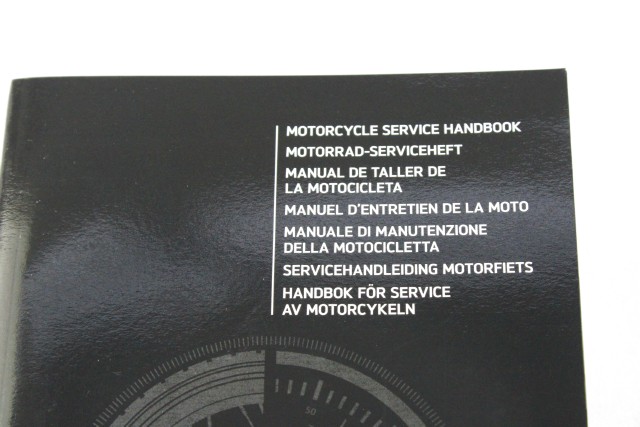 MOTORCYCLE SERVICE HANDBOOK
MOTORRAD-SERVICEHEFT
MANUAL DE TALLER DE
LA MOTOCICLETA
MANUEL D'ENTRETIEN DE LA MOTO
MANUALE DI MANUTENZIONE
DELLA MOTOCICLETTA
SERVICEHANDLEIDING MOTORFIETS
HANDBOK FÖR SERVICE
AV MOTORCYKELN
50